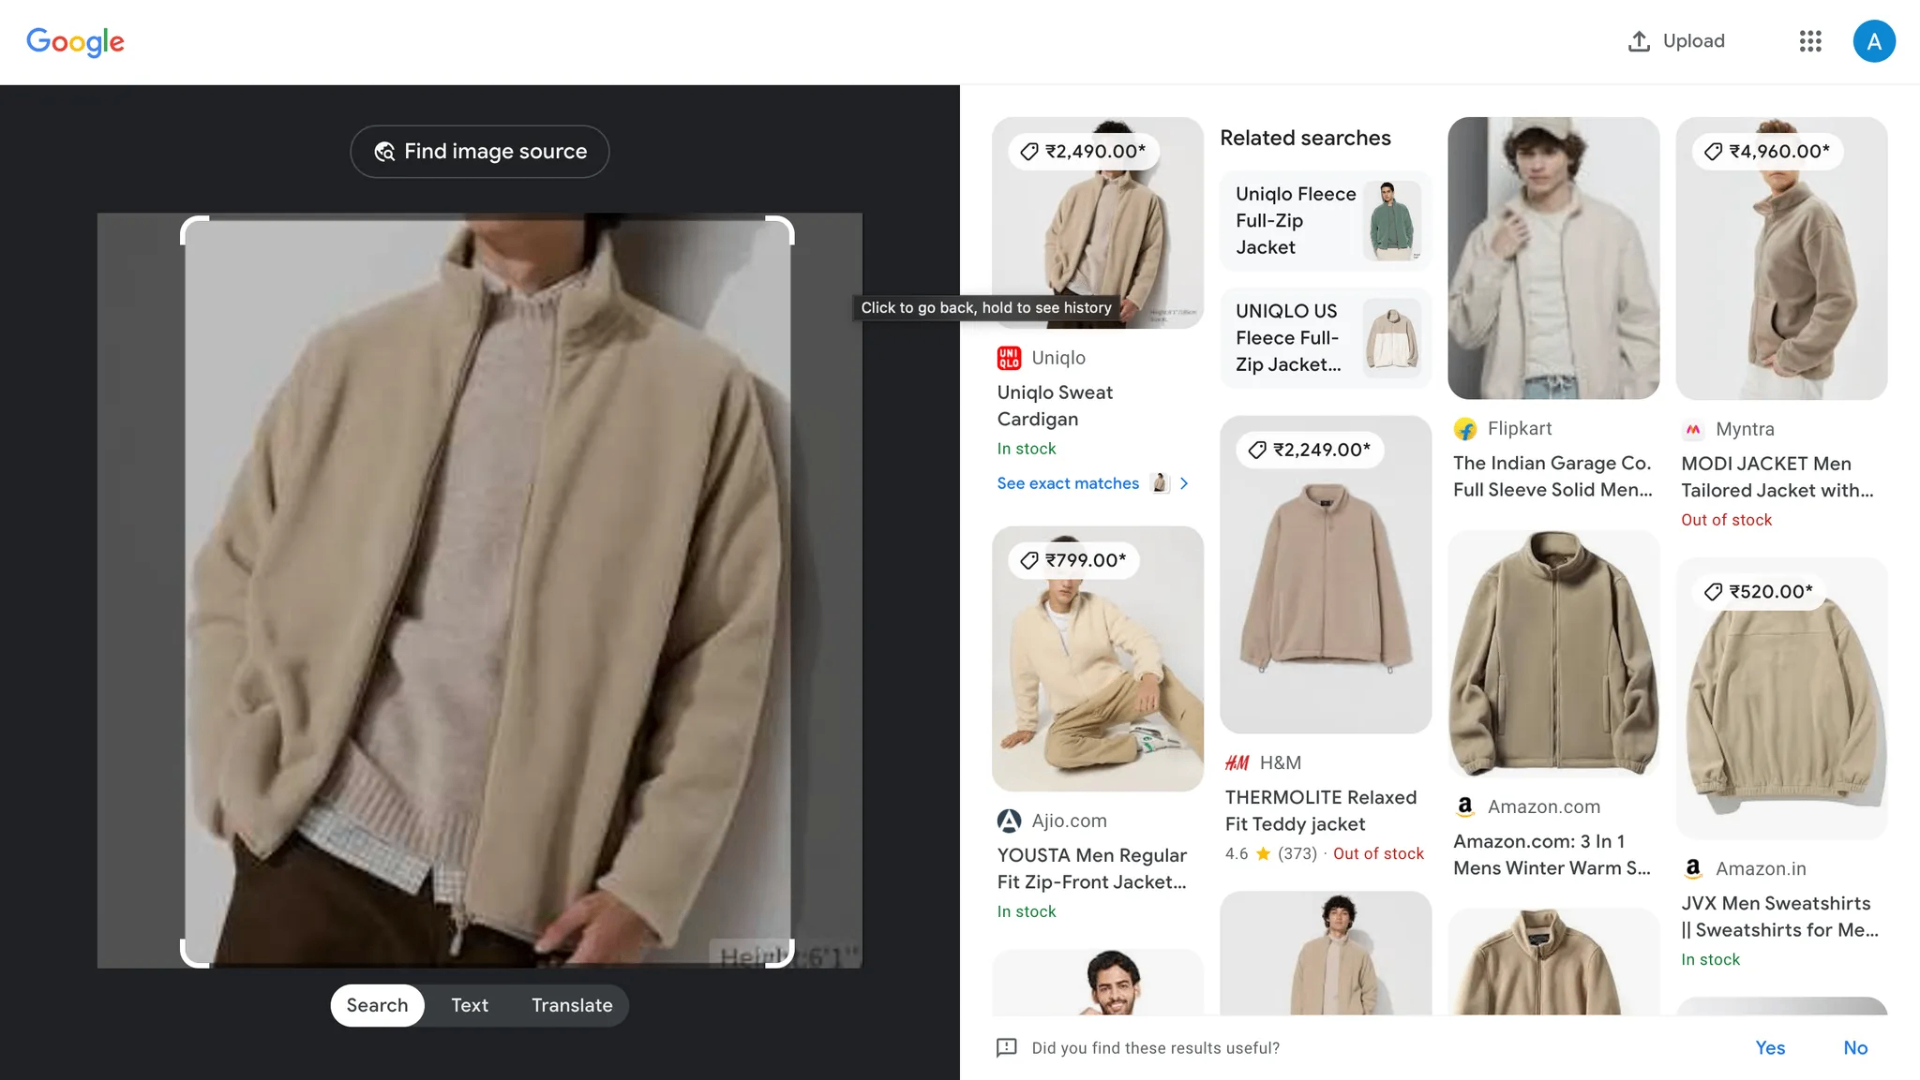 Google
Upload
A
Find image source
Height:6'1"
Click to go back, hold to see history
Search
Text
Translate
₹2,490.00*
UNI
QLO
Uniqlo
Uniqlo Sweat
Cardigan
In stock
See exact matches
₹799.00*
Ajio.com
YOUSTA Men Regular
Fit Zip-Front Jacket...
In stock
Related searches
Uniqlo Fleece
Full-Zip
Jacket
UNIQLO US
Fleece Full-
Zip Jacket...
₹2,249.00*
H&M
H&M
THERMOLITE Relaxed
Fit Teddy jacket
4.6 ★ (373) · Out of stock
Flipkart
The Indian Garage Co.
Full Sleeve Solid Men...
a
Amazon.com
Amazon.com: 3 In 1
Mens Winter Warm S...
₹4,960.00*
Myntra
MODI JACKET Men
Tailored Jacket with...
Out of stock
₹520.00*
a
Amazon.in
JVX Men Sweatshirts
|| Sweatshirts for Me...
In stock
Did you find these results useful?
Yes
No